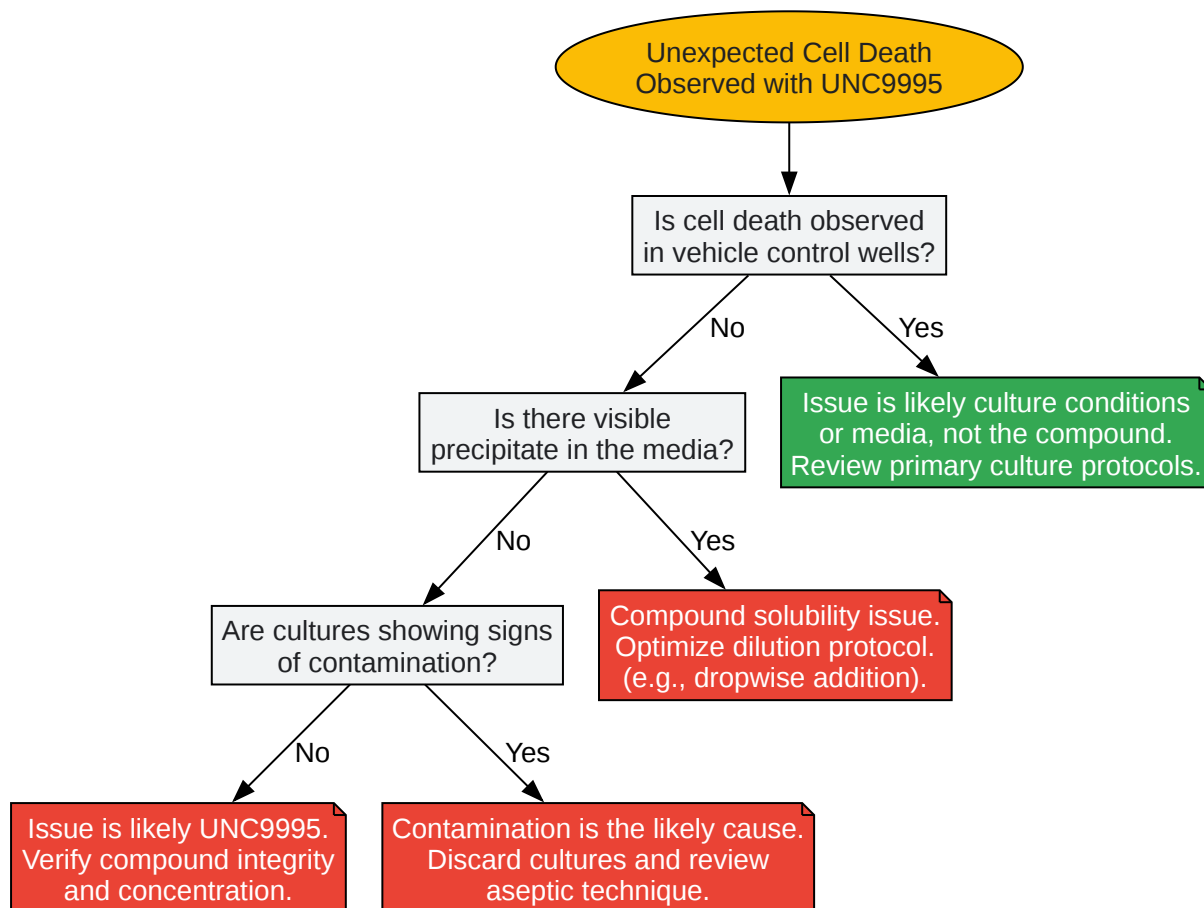 Unexpected Cell Death
Observed with UNC9995
Is cell death observed
in vehicle control wells?
No
Yes
Is there visible
precipitate in the media?
Issue is likely culture conditions
or media, not the compound.
Review primary culture protocols.
No
Yes
Are cultures showing signs
of contamination?
Compound solubility issue.
Optimize dilution protocol.
(e.g., dropwise addition).
No
Yes
Issue is likely UNC9995.
Verify compound integrity
and concentration.
Contamination is the likely cause.
Discard cultures and review
aseptic technique.